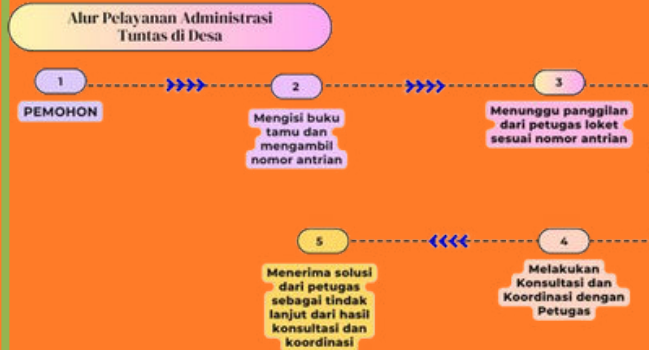 Alur Pelayanan Administrasi
Tuntas di Desa
1
PEMOHON
2
Mengisi buku
tamu dan
mengambil
nomor antrian
3
Menunggu panggilan
dari petugas loket
sesuai nomor antrian
4
Melakukan
Konsultasi dan
Koordinasi dengan
Petugas
5
Menerima solusi
dari petugas
sebagai tindak
lanjut dari hasil
konsultasi dan
koordinasi